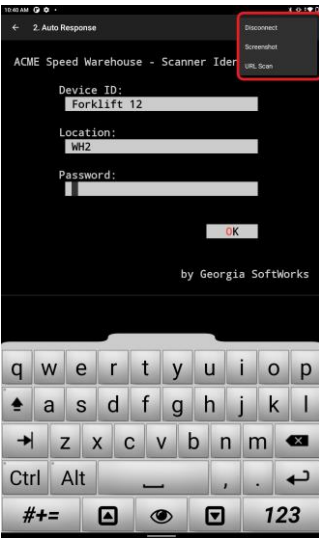 10:40 AM
← 2. Auto Response
Disconnect
Screenshot
URL Scan
ACME Speed Warehouse - Scanner Iden
Device ID:
Forklift 12
Location:
WH2
Password:
OK
by Georgia SoftWorks
q w e r t y u i o p
a s d f g h j k l
z x c v b n m
Ctrl Alt , .
#+= 123